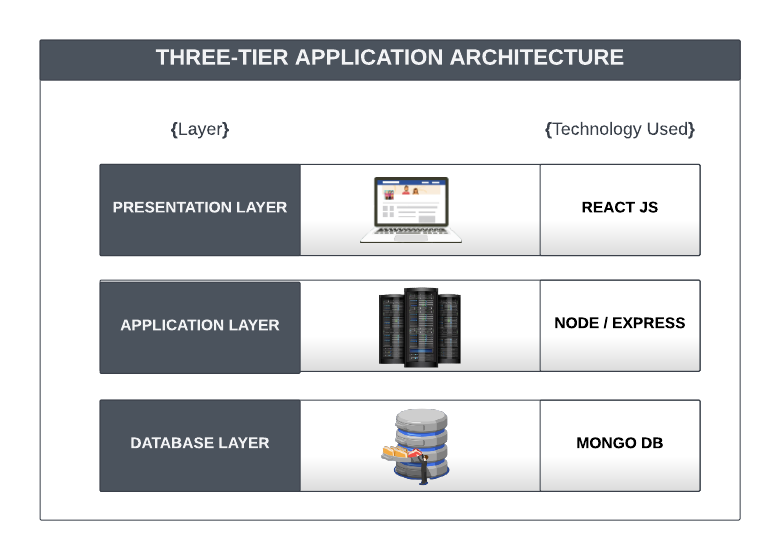 THREE-TIER APPLICATION ARCHITECTURE
{Layer} {Technology Used}
PRESENTATION LAYER REACT JS
APPLICATION LAYER NODE / EXPRESS
DATABASE LAYER MONGO DB